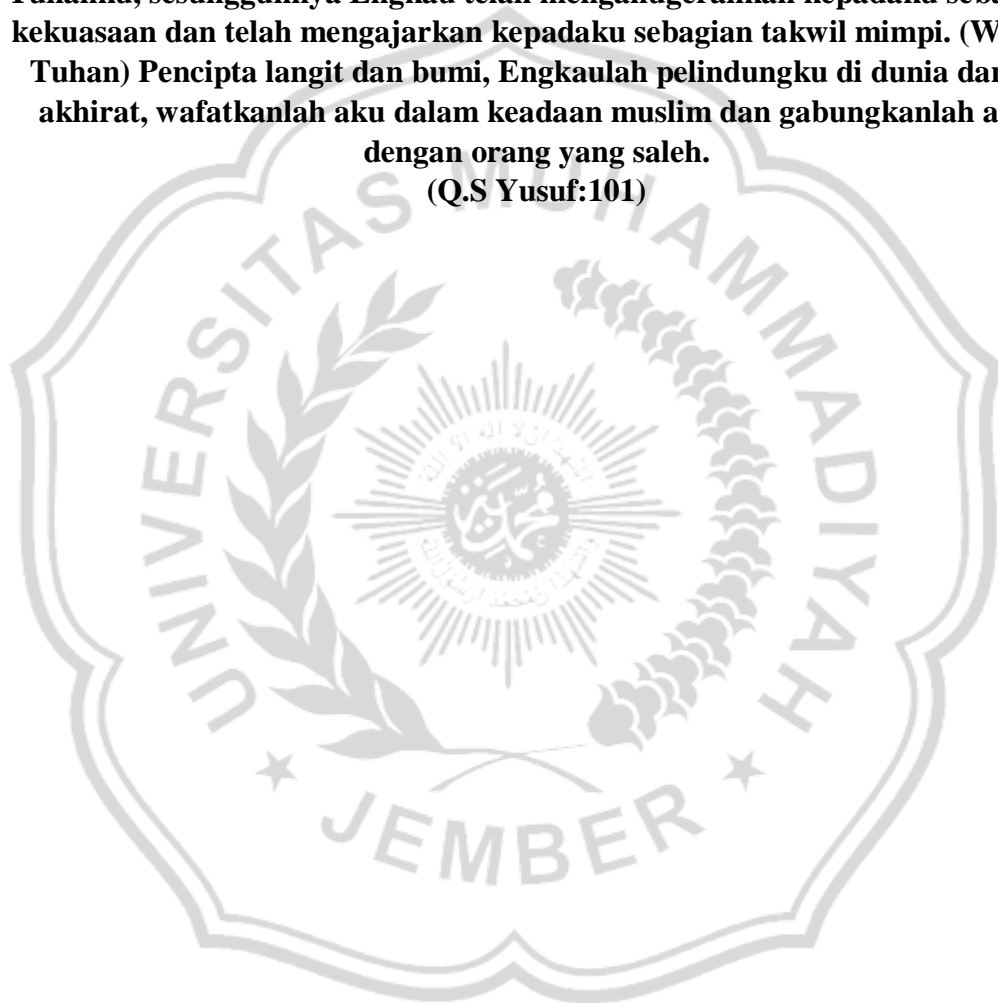 kekuasaan dan telah mengajarkan kepadaku sebagian takwil mimpi. (W
Tuhan) Pencipta langit dan bumi, Engkaulah pelindungku di dunia dan
akhirat, wafatkanlah aku dalam keadaan muslim dan gabungkanlah a
dengan orang yang saleh.
(Q.S Yusuf:101)
UNIVERSITAS MUHAMMADIYAH
JEMBER